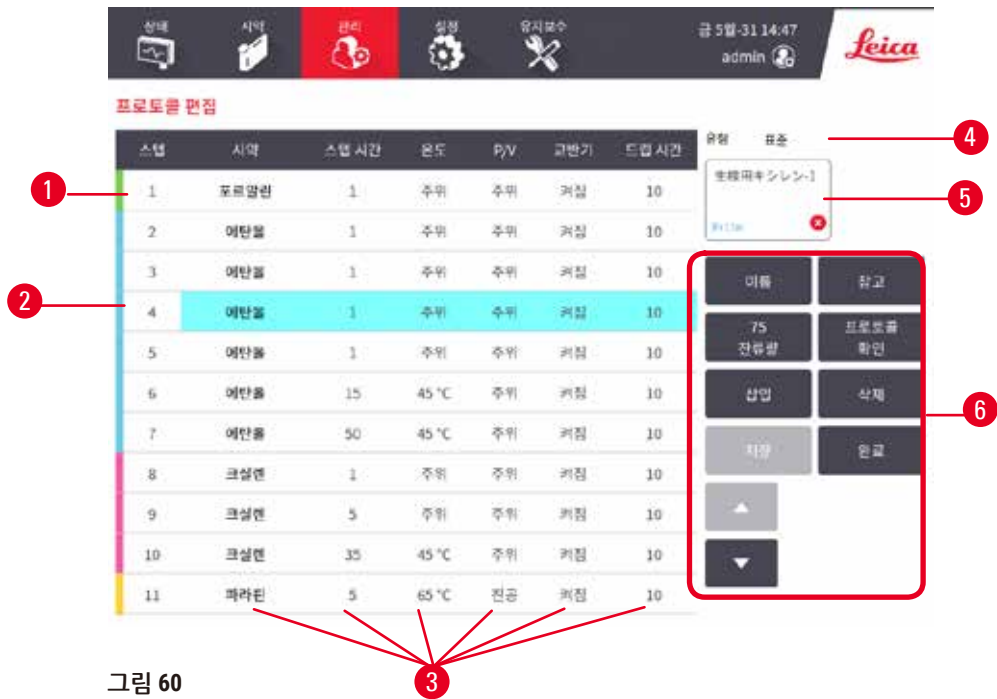 상태 시약 관리 설정 유지보수 금 5월-31 14:47
admin
Leica
프로토콜 편집
스텝 시약 스텝 시간 온도 P/V 교반기 드립 시간
유형 표준
4
生検用キシレン-1
5
1
1 포르말린 1 주위 주위 켜짐 10
2 에탄올 1 주위 주위 켜짐 10
3 에탄올 1 주위 주위 켜짐 10
2
4 에탄올 1 주위 주위 켜짐 10
5 에탄올 1 주위 주위 켜짐 10
6 에탄올 15 45 °C 주위 켜짐 10
7 에탄올 50 45 °C 주위 켜짐 10
8 크실렌 1 주위 주위 켜짐 10
9 크실렌 5 주위 주위 켜짐 10
10 크실렌 35 45 °C 주위 켜짐 10
11 파라핀 5 65 °C 진공 켜짐 10
이름 참고
75 잔류량 프로토콜 확인
삽입 삭제
저장 완료
6
3
그림 60